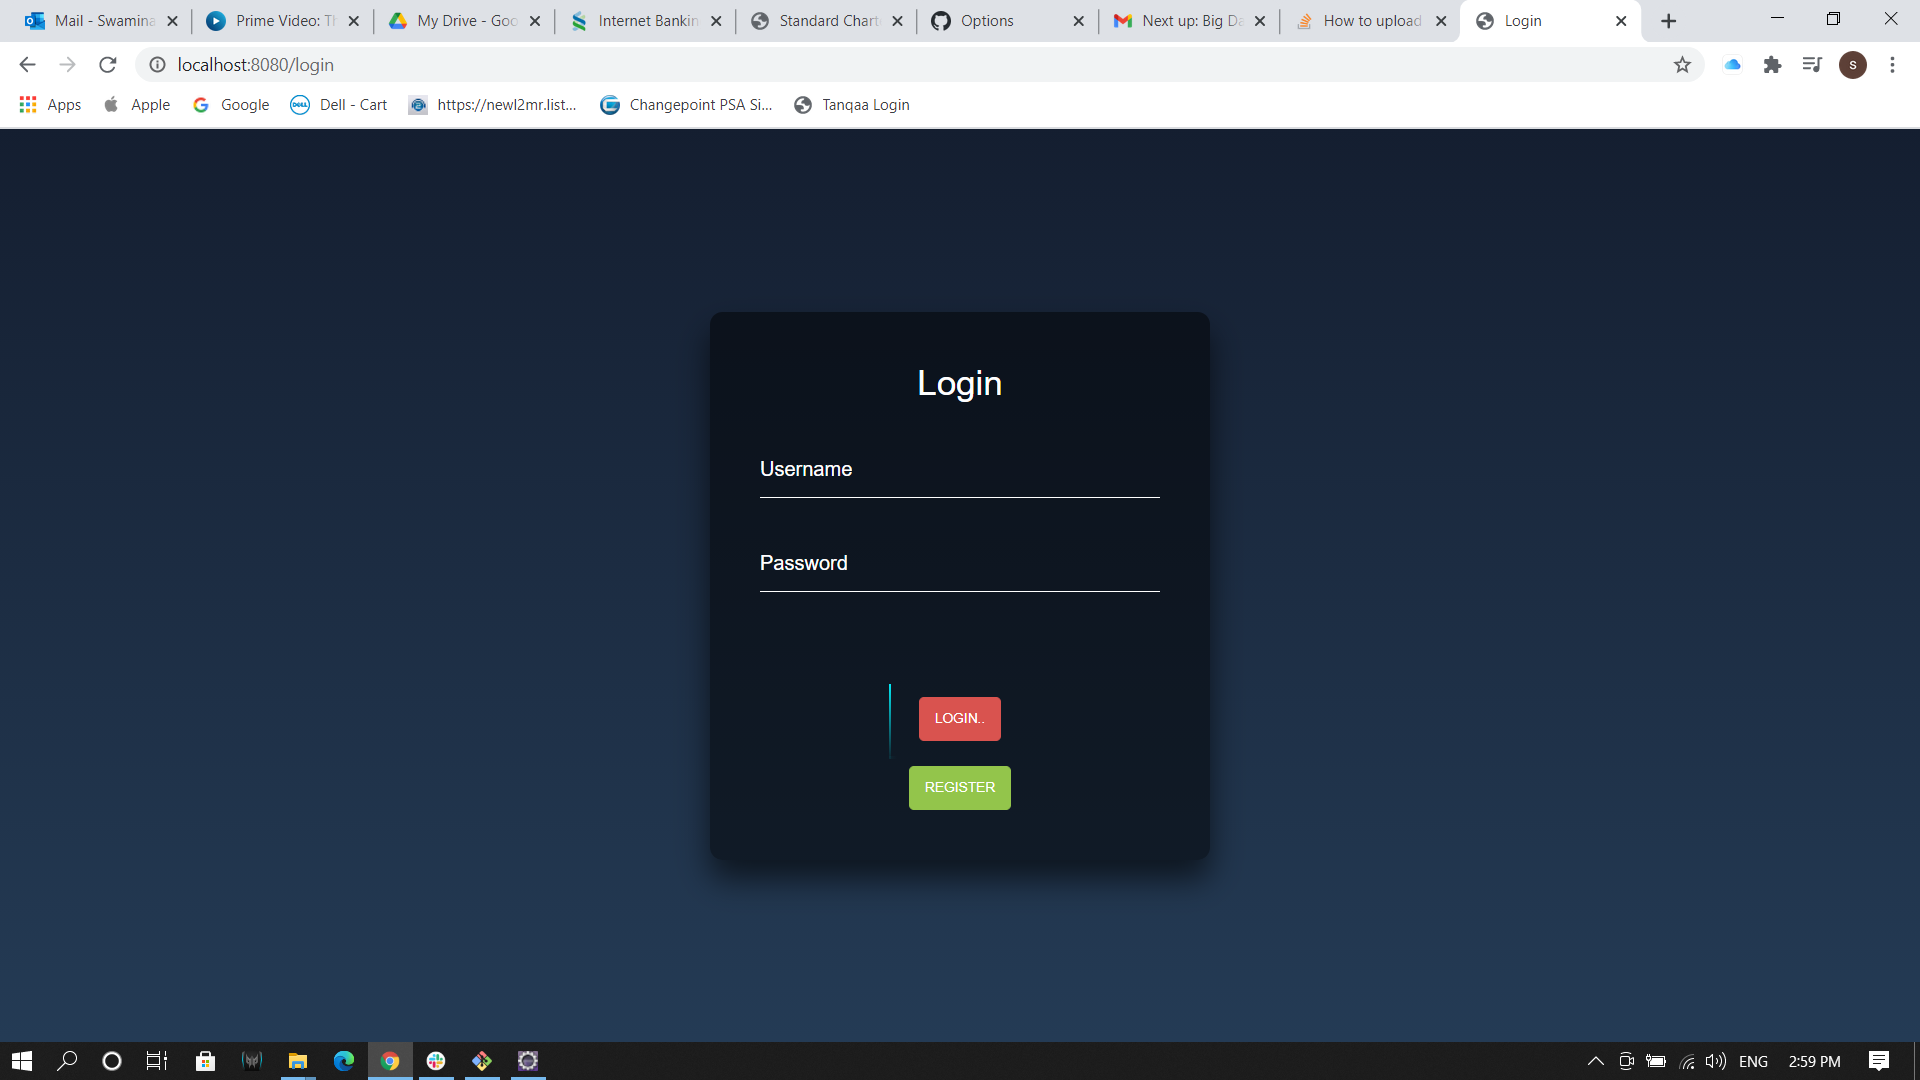 Mail - Swamina
Prime Video: Th
My Drive - Goo
Internet Bankin
Standard Chart
Options
Next up: Big Da
How to upload
Login
localhost:8080/login
S
Apps
Apple
Google
Dell - Cart
https://newl2mr.list...
Changepoint PSA Si...
Tanqaa Login
Login
Username
Password
LOGIN..
REGISTER
ENG
2:59 PM